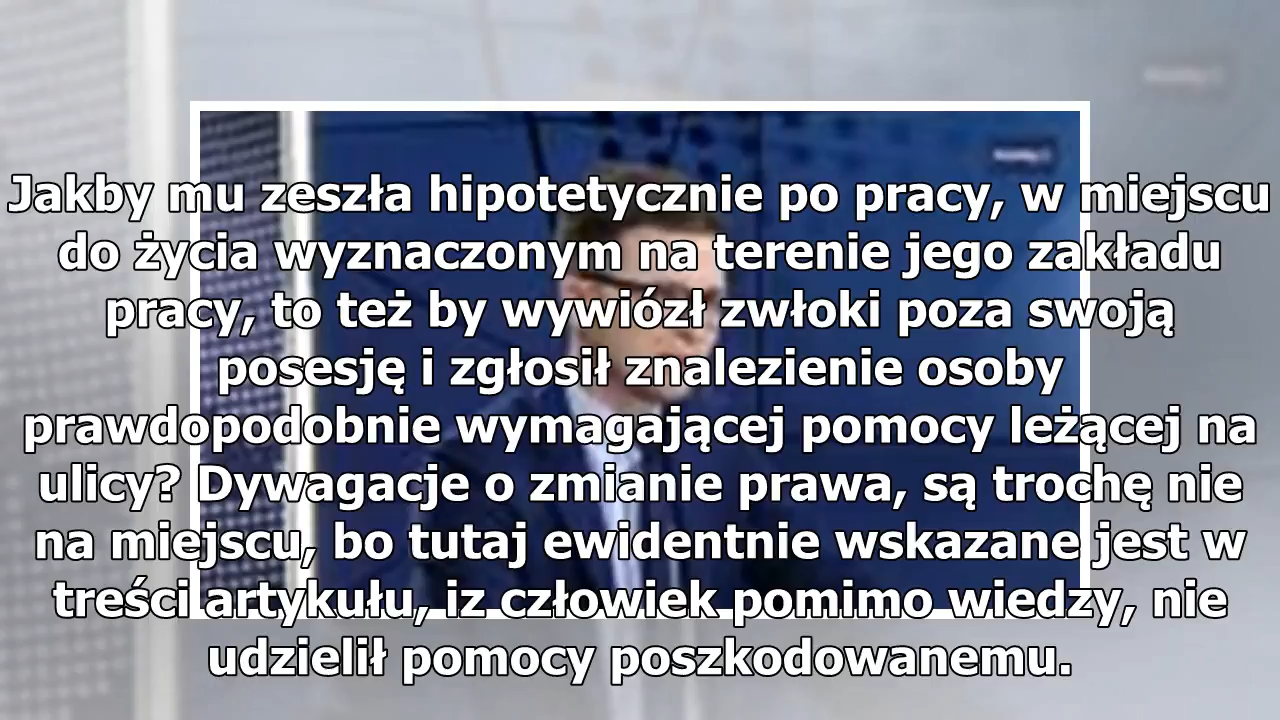 Jakby mu zeszła hipotetycznie po pracy, w miejscu
do życia wyznaczonym na terenie jego zakładu
pracy, to też by wywiózł zwłoki poza swoją
posesję i zgłosił znalezienie osoby
prawdopodobnie wymagającej pomocy leżącej na
ulicy? Dywagacje o zmianie prawa, są trochę nie
na miejscu, bo tutaj ewidentnie wskazane jest w
treści artykułu, iz człowiek pomimo wiedzy, nie
udzielił pomocy poszkodowanemu.